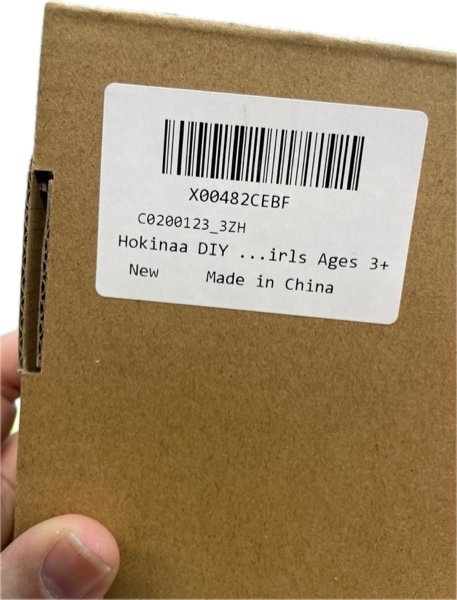 X00482CEBF
C0200123_3ZH
Hokinaa DIY ...irls Ages 3+
New Made in China